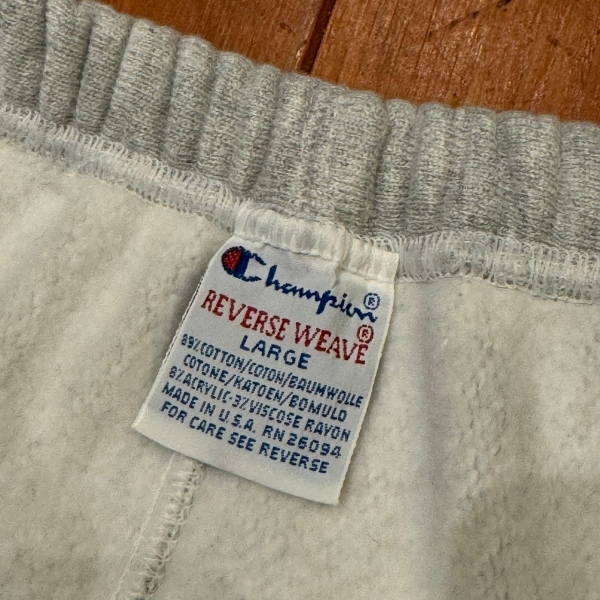 Champion®
REVERSE WEAVE®
LARGE
89%COTTON/COTON/BAUMWOLLE
COTONE/KATOEN/BOMULD
8%ACRYLIC-3%VISCOSE RAYON
MADE IN U.S.A. RN 26094
FOR CARE SEE REVERSE